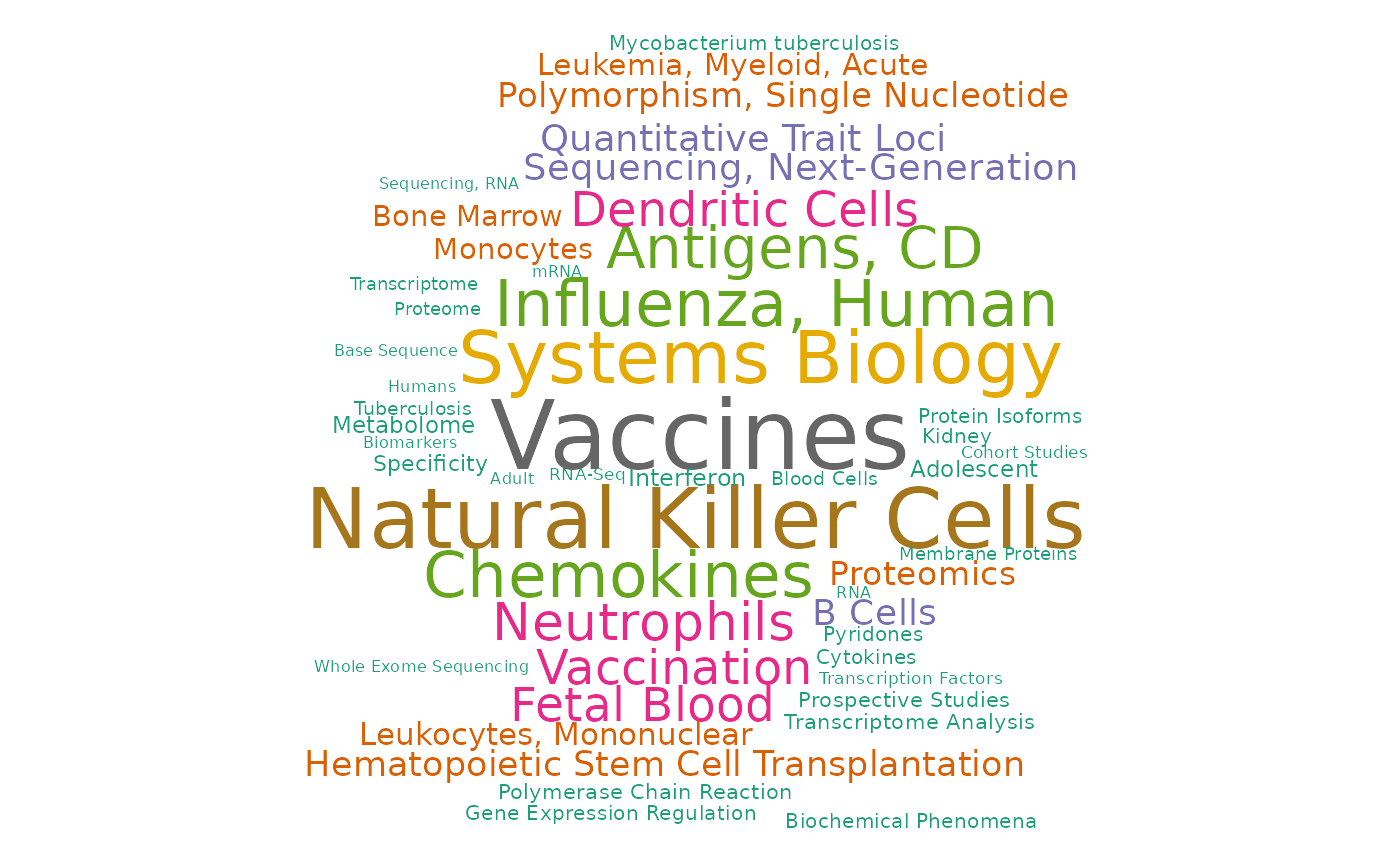 Mycobacterium tuberculosis
Leukemia, Myeloid, Acute
Polymorphism, Single Nucleotide
Quantitative Trait Loci
Sequencing, Next-Generation
Sequencing, RNA
Dendritic Cells
Bone Marrow
Antigens, CD
Monocytes
mRNA
Transcriptome
Influenza, Human
Proteome
Systems Biology
Base Sequence
Humans
Tuberculosis
Vaccines
Protein Isoforms
Metabolome
Kidney
Biomarkers
Cohort Studies
Specificity
Adolescent
Adult
RNA-Seq
Interferon
Blood Cells
Natural Killer Cells
Membrane Proteins
Chemokines
Proteomics
RNA
B Cells
Neutrophils
Pyridones
Cytokines
Whole Exome Sequencing
Vaccination
Transcription Factors
Fetal Blood
Prospective Studies
Transcriptome Analysis
Leukocytes, Mononuclear
Hematopoietic Stem Cell Transplantation
Polymerase Chain Reaction
Gene Expression Regulation
Biochemical Phenomena